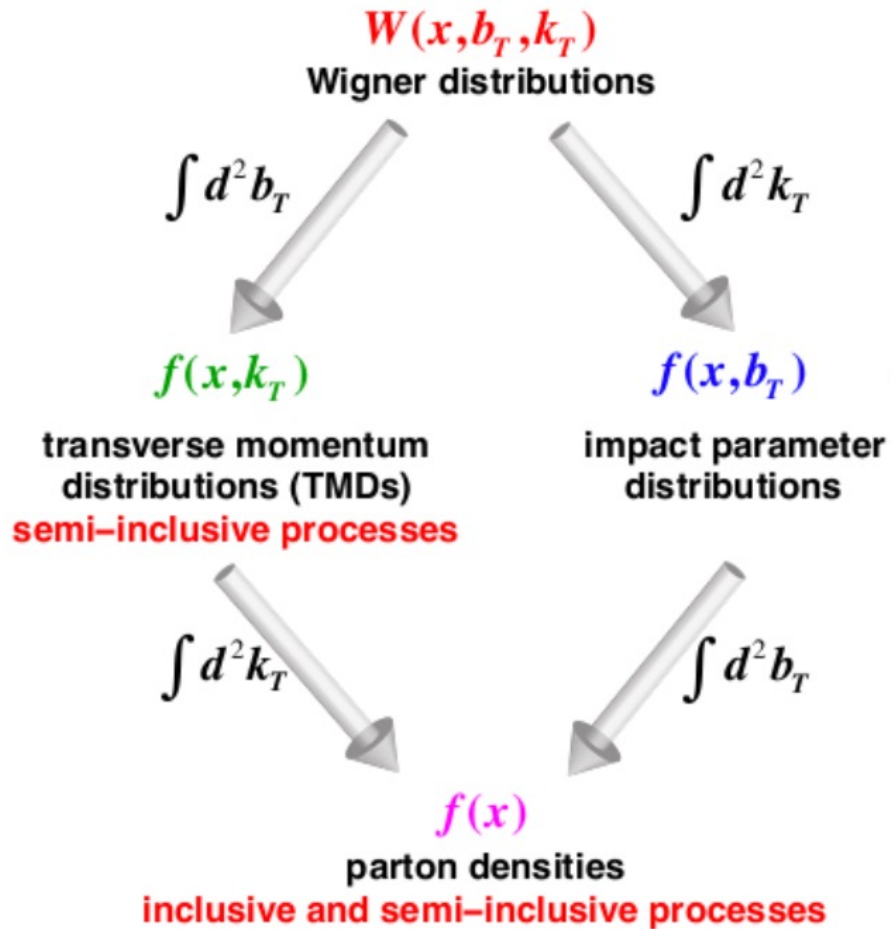 W(x,b_T,k_T)
Wigner distributions
∫ d²b_T
∫ d²k_T
f(x,k_T)
f(x,b_T)
transverse momentum
distributions (TMDs)
semi–inclusive processes
impact parameter
distributions
∫ d²k_T
∫ d²b_T
f(x)
parton densities
inclusive and semi–inclusive processes